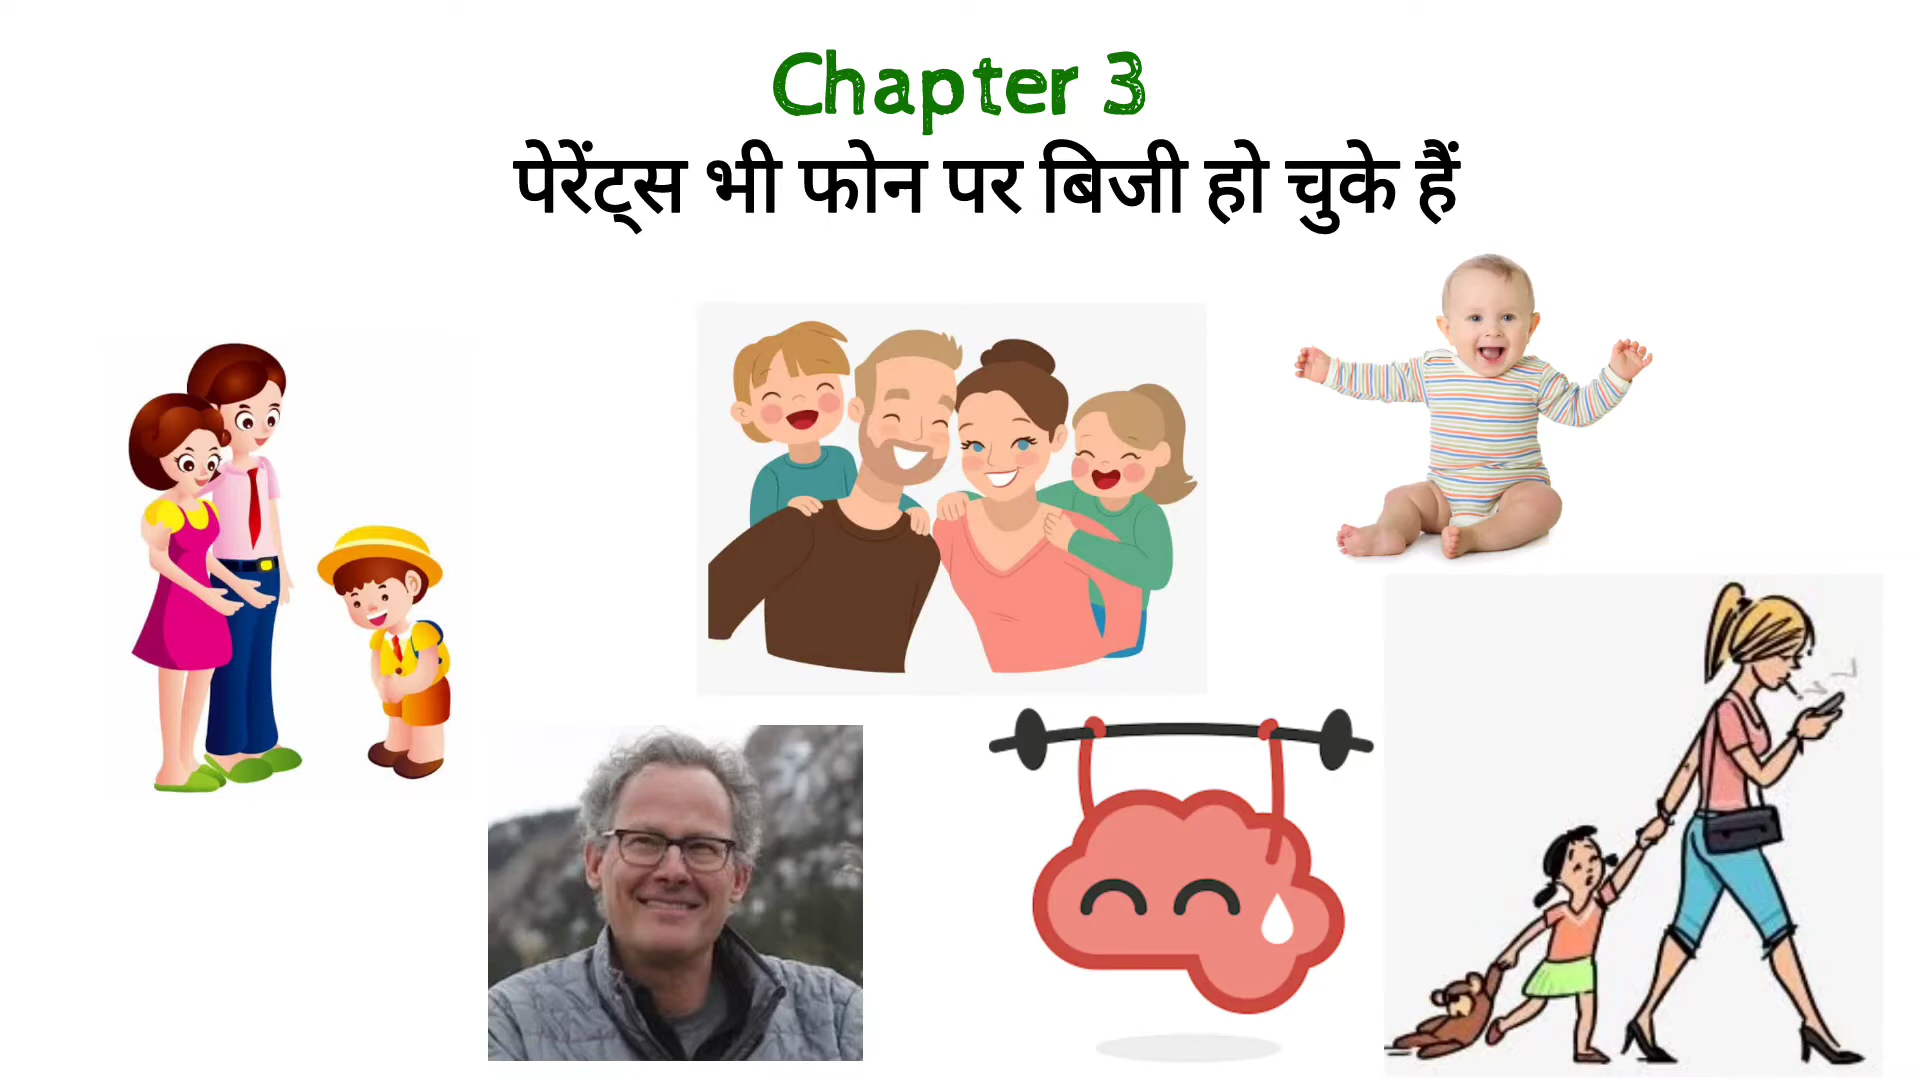 Chapter 3
पेरेंट्स भी फोन पर बिजी हो चुके हैं